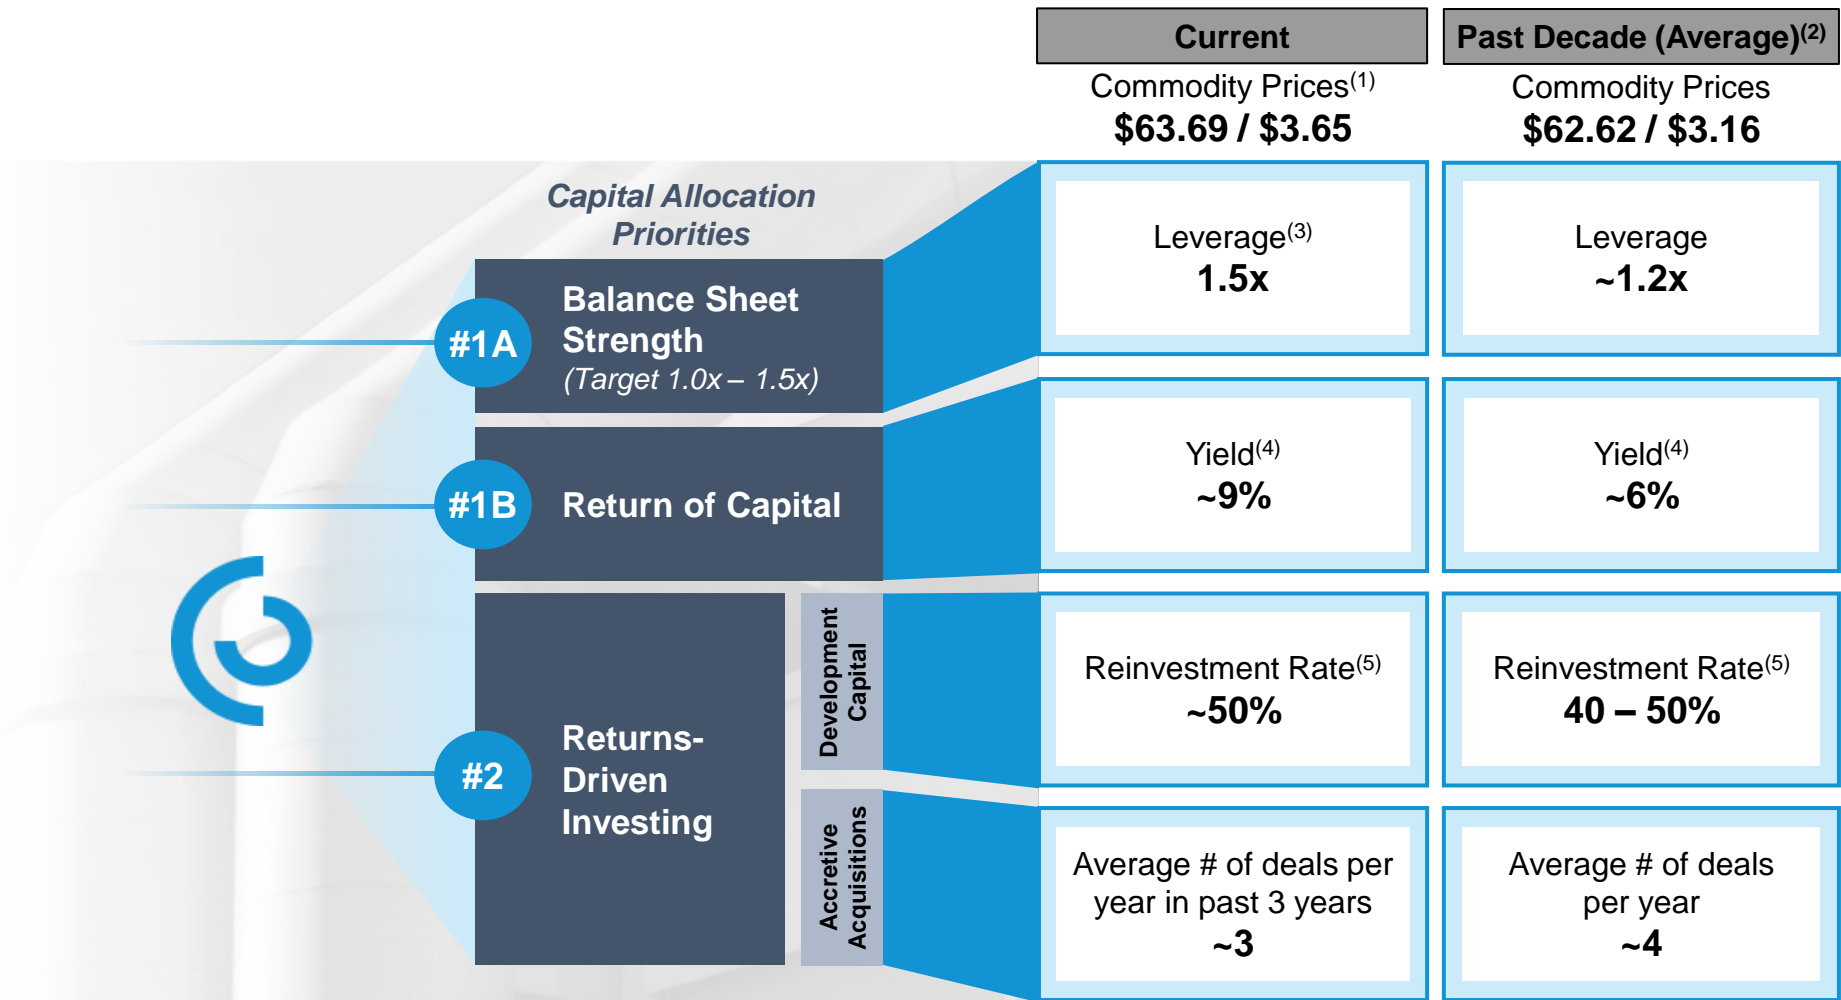 Current
Past Decade (Average)(2)
Commodity Prices(1)
$63.69 / $3.65
Commodity Prices
$62.62 / $3.16
Capital Allocation
Priorities
#1A
Balance Sheet
Strength
(Target 1.0x – 1.5x)
Leverage(3)
1.5x
Leverage
~1.2x
#1B
Return of Capital
Yield(4)
~9%
Yield(4)
~6%
#2
Returns-
Driven
Investing
Development
Capital
Reinvestment Rate(5)
~50%
Reinvestment Rate(5)
40 – 50%
Accretive
Acquisitions
Average # of deals per
year in past 3 years
~3
Average # of deals
per year
~4